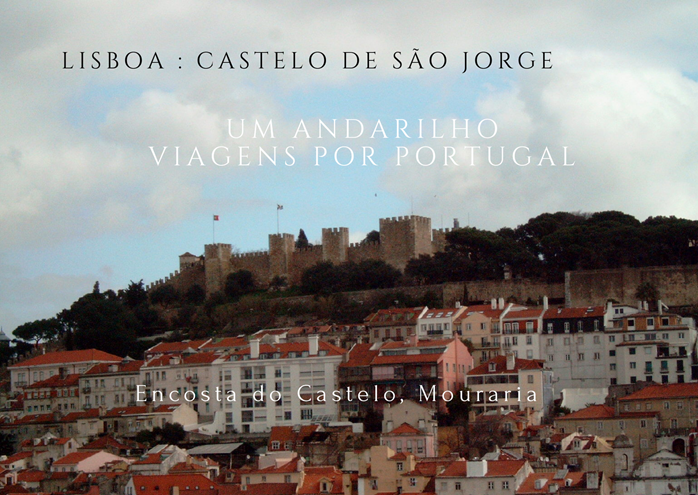 LISBOA : CASTELO DE SÃO JORGE
UM ANDARILHO
VIAGENS POR PORTUGAL
Encosta do Castelo, Mouraria